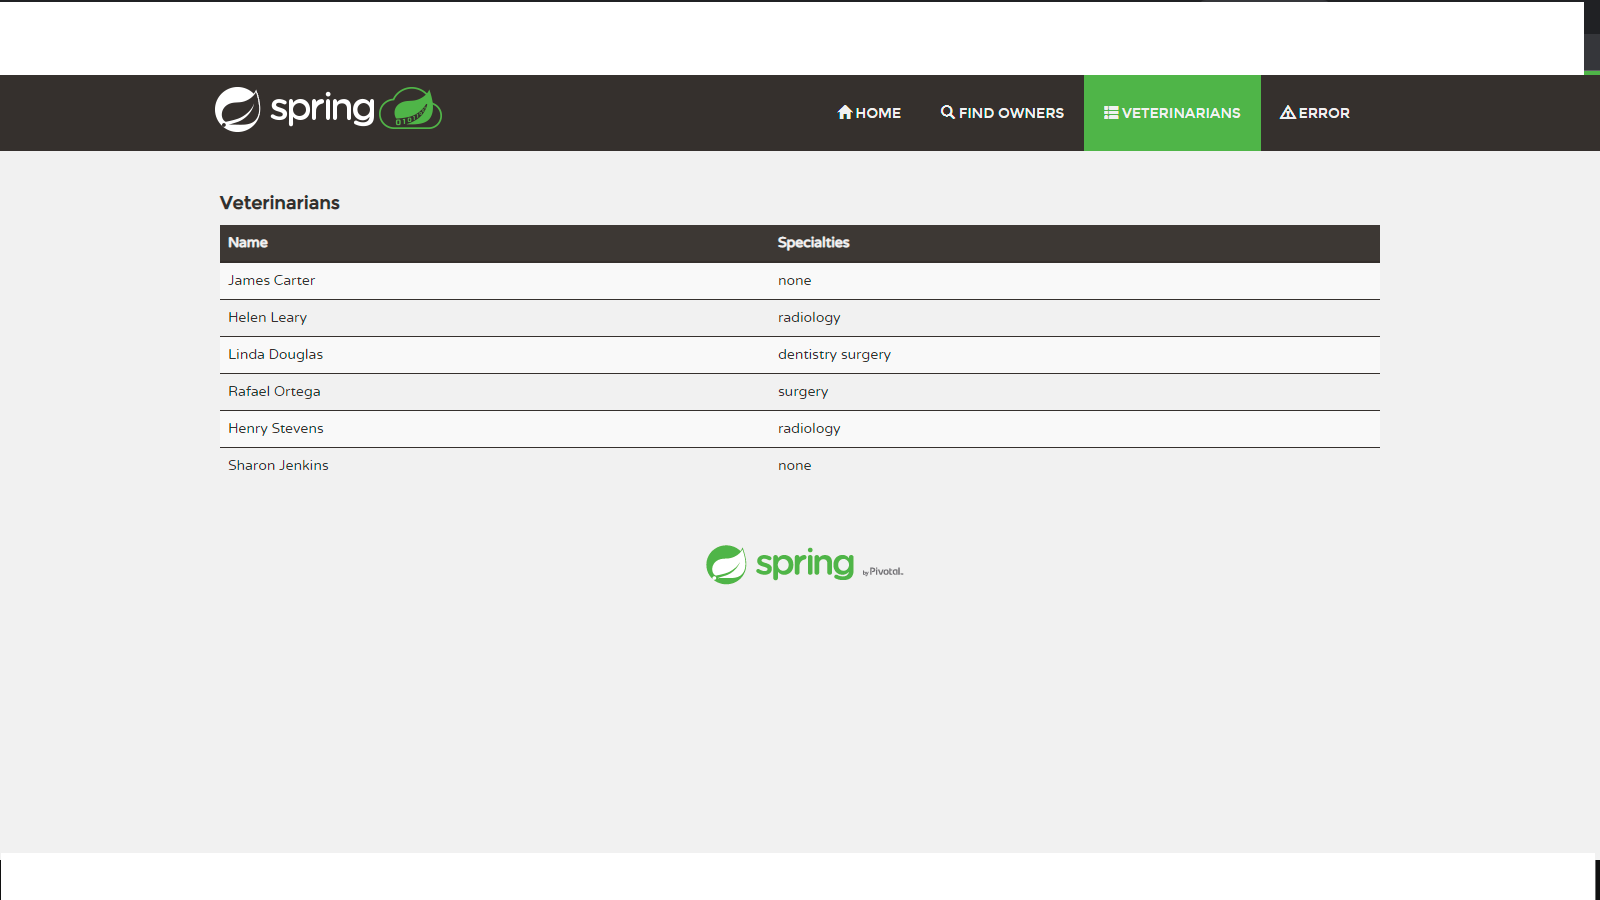 spring HOME FIND OWNERS VETERINARIANS ERROR
Veterinarians
Name Specialties
James Carter none
Helen Leary radiology
Linda Douglas dentistry surgery
Rafael Ortega surgery
Henry Stevens radiology
Sharon Jenkins none
spring by Pivotal